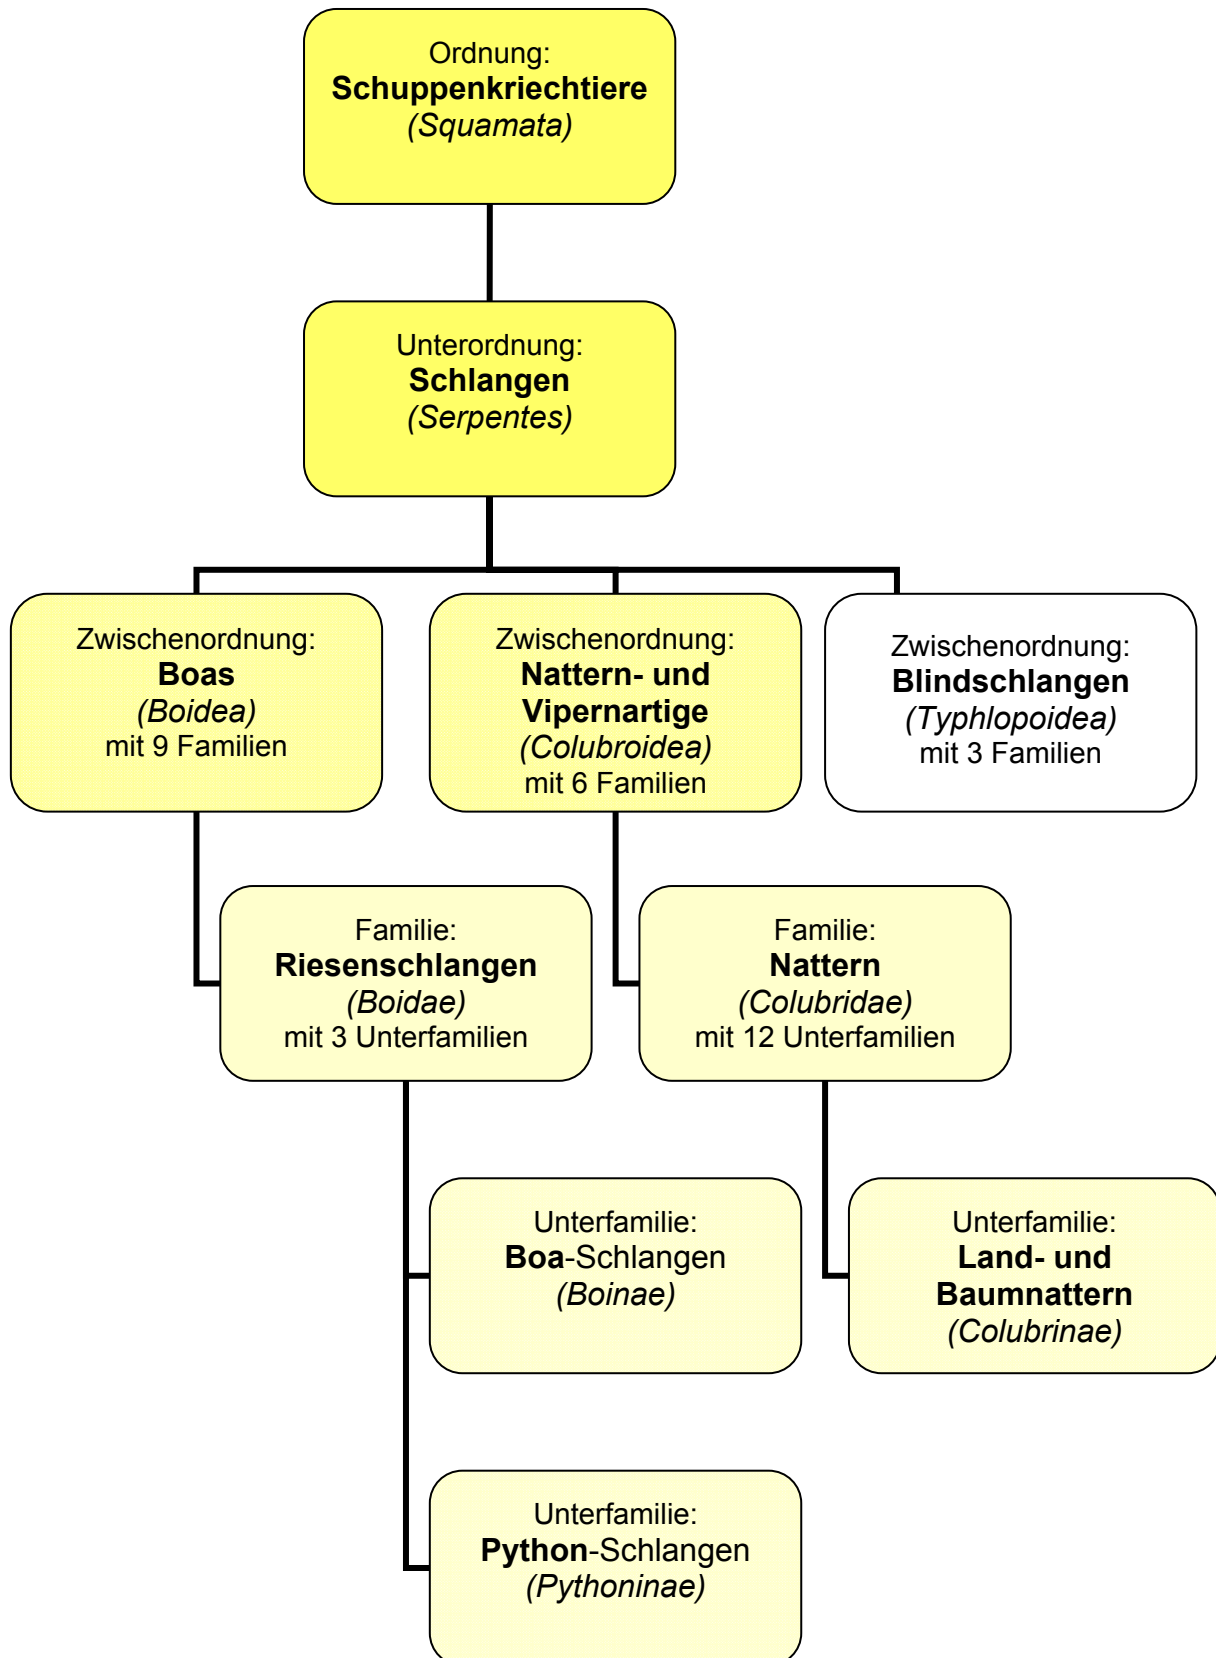 Ordnung:
Schuppenkriechtiere
(Squamata)
Unterordnung:
Schlangen
(Serpentes)
Zwischenordnung:
Boas
(Boidea)
mit 9 Familien
Zwischenordnung:
Nattern- und
Vipernartige
(Colubroidea)
mit 6 Familien
Zwischenordnung:
Blindschlangen
(Typhlopoidea)
mit 3 Familien
Familie:
Riesenschlangen
(Boidae)
mit 3 Unterfamilien
Familie:
Nattern
(Colubridae)
mit 12 Unterfamilien
Unterfamilie:
Boa-Schlangen
(Boinae)
Unterfamilie:
Land- und
Baumnattern
(Colubrinae)
Unterfamilie:
Python-Schlangen
(Pythoninae)